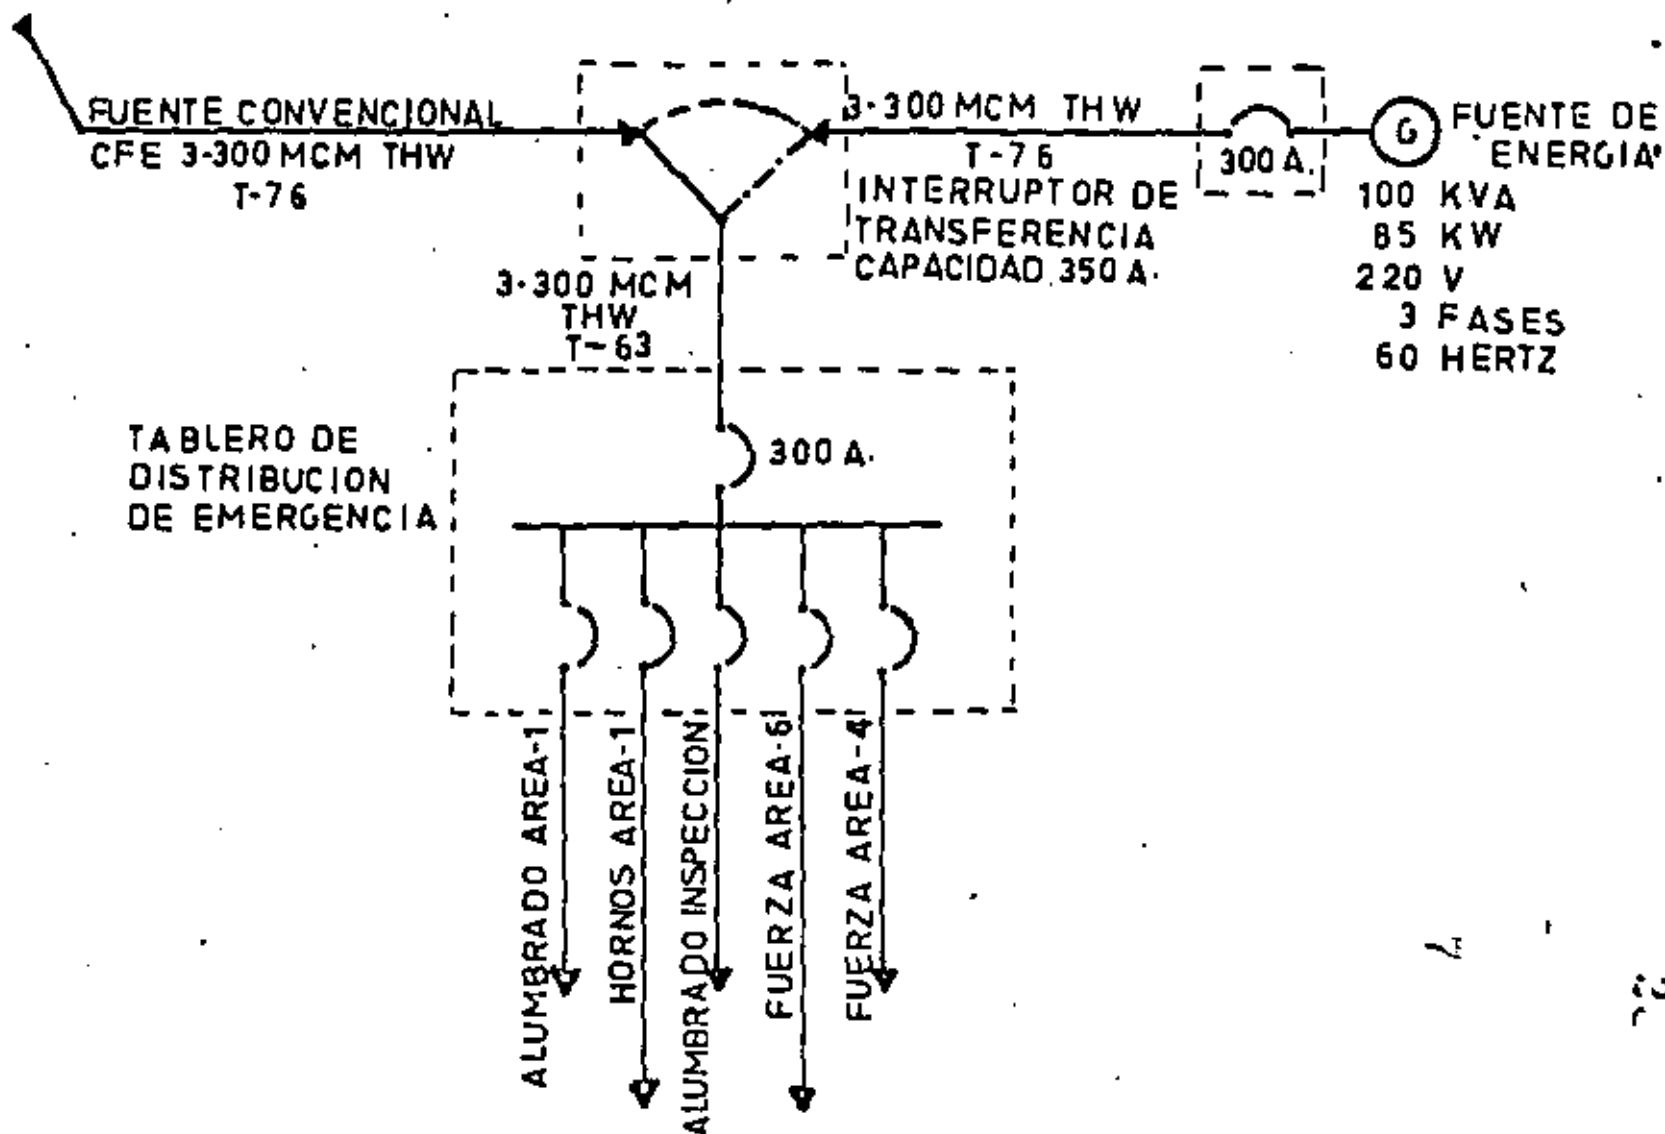 FUENTE CONVENCIONAL
CFE 3-300 MCM THW
T-76
3-300 MCM THW
T-76
300 A.
G
FUENTE DE
ENERGIA
100 KVA
85 KW
220 V
3 FASES
60 HERTZ
INTERRUPTOR DE
TRANSFERENCIA
CAPACIDAD 350 A.
3-300 MCM
THW
T-63
TABLERO DE
DISTRIBUCION
DE EMERGENCIA
300 A.
ALUMBRADO AREA-1
HORNOS AREA-1
ALUMBRADO INSPECCION
FUERZA AREA-6
FUERZA AREA-4